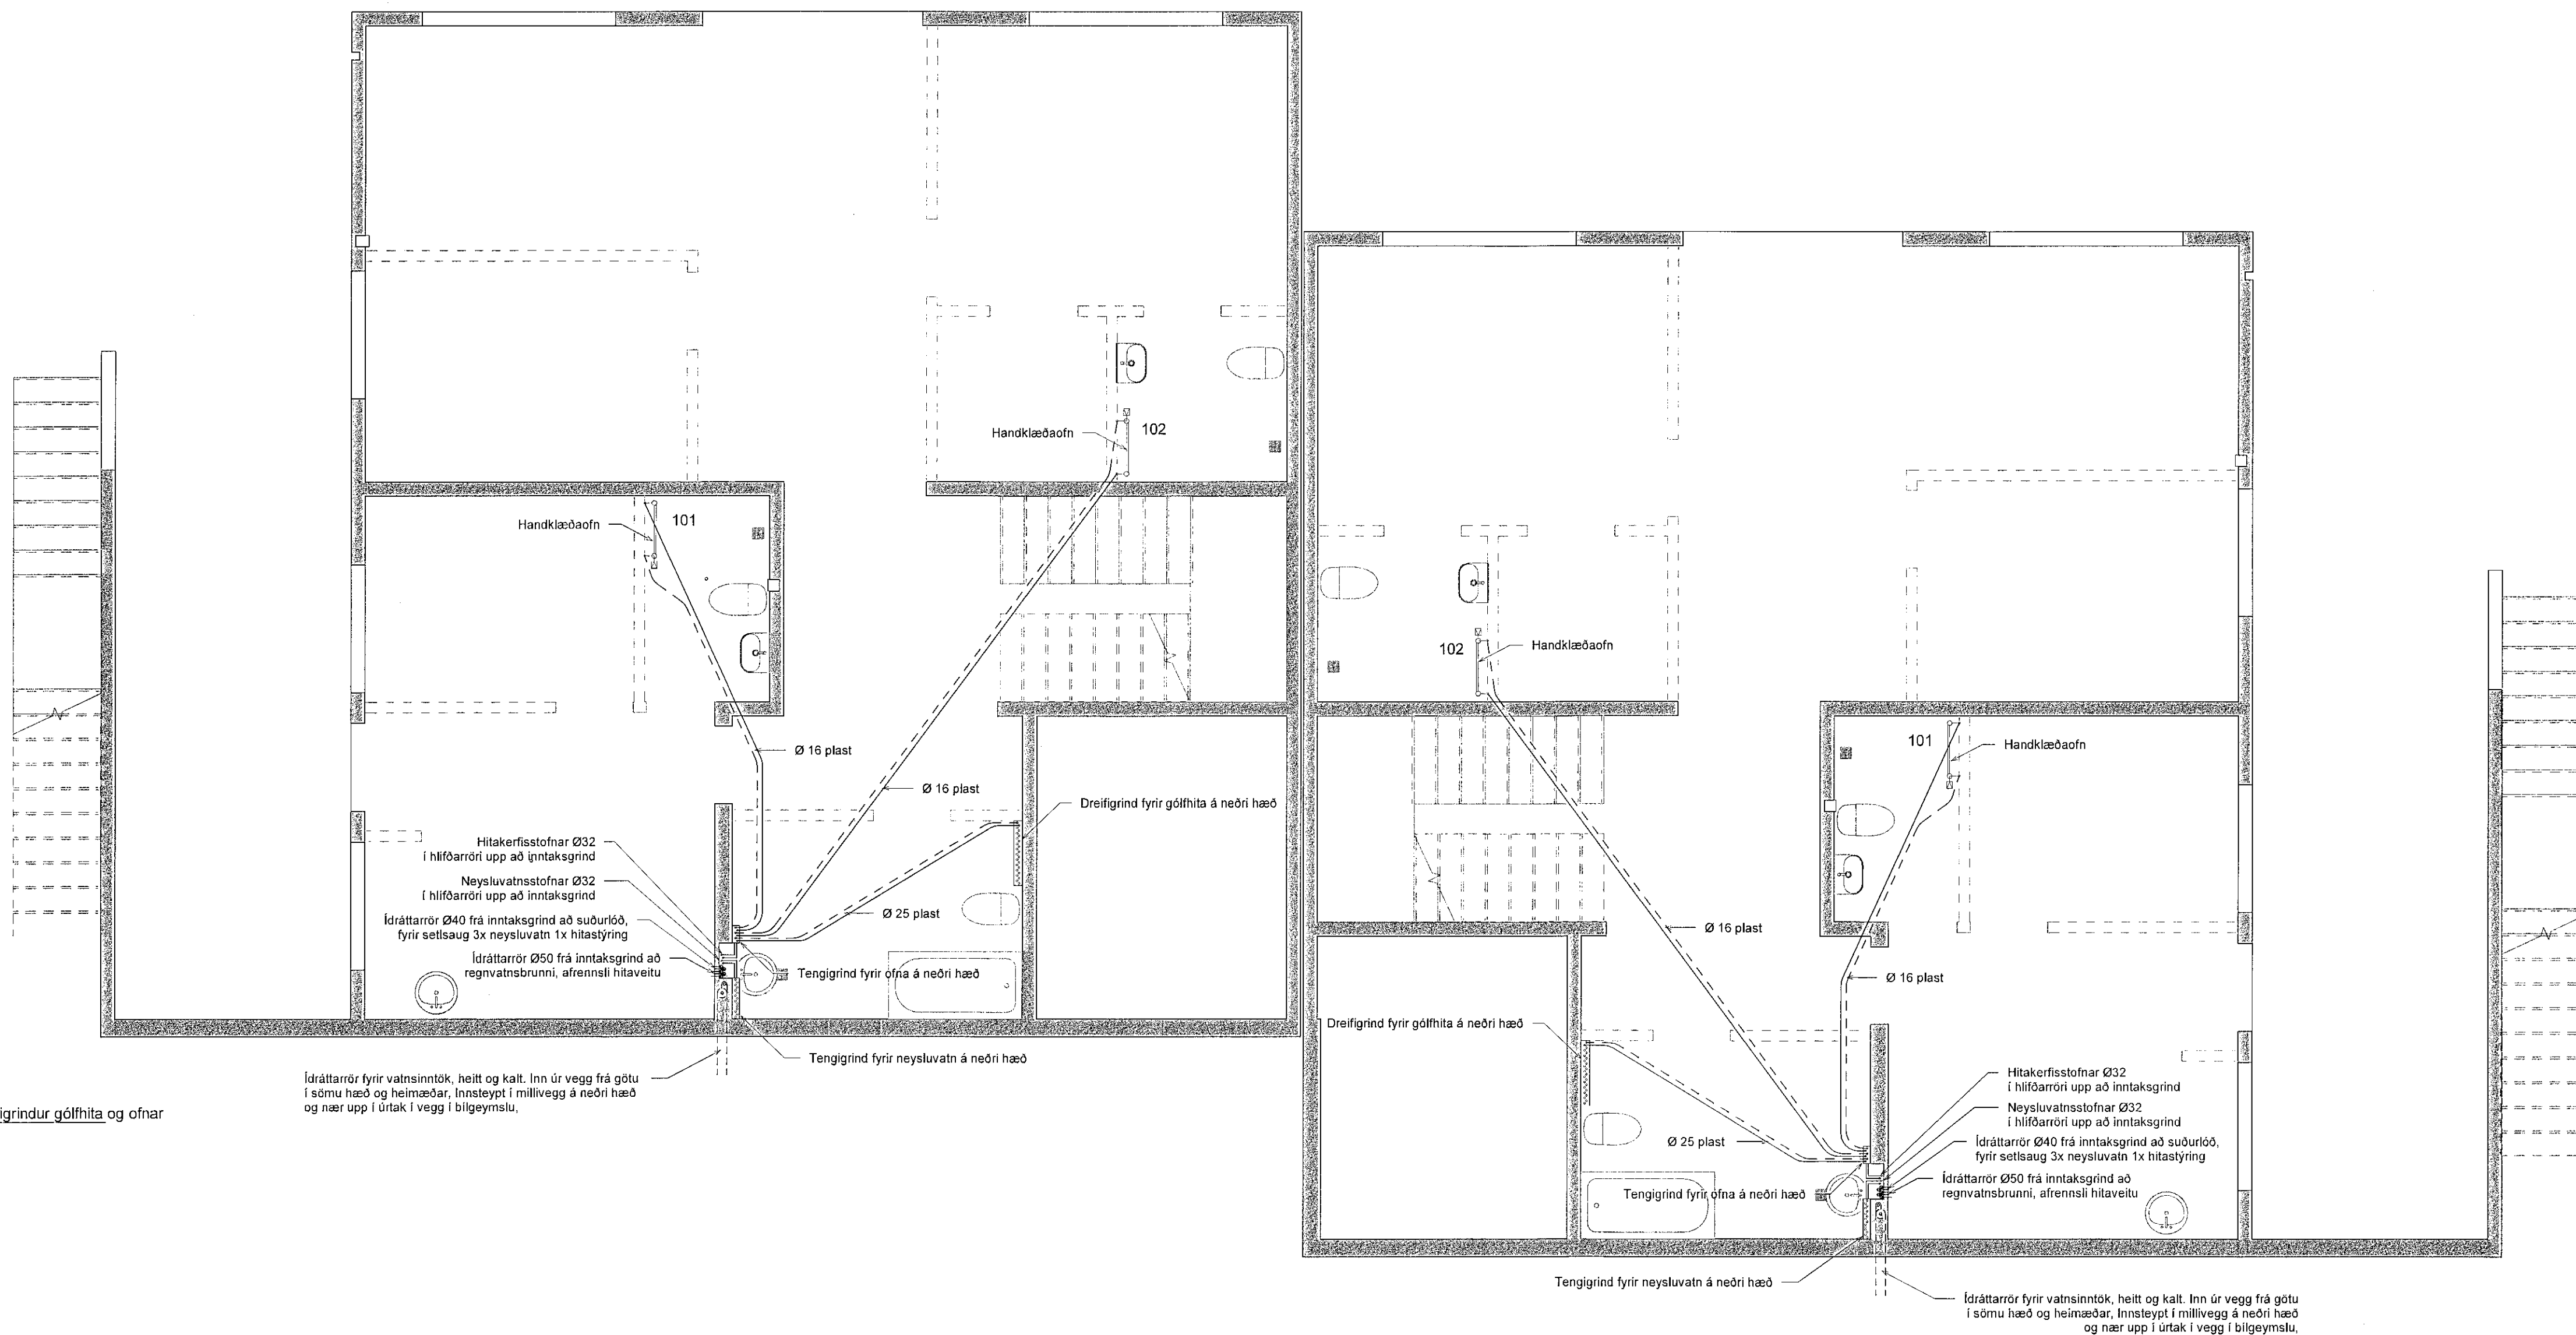 Handklæðaofn
102
Handklæðaofn
101
Ø 16 plast
Ø 16 plast
Dreifigrind fyrir gólfhita á neðri hæð
Hitakerfisstofnar Ø32
í hlífðarröri upp að inntaksgrind
Neysluvatnsstofnar Ø32
í hlífðarröri upp að inntaksgrind
Ídráttarrör Ø40 frá inntaksgrind að suðurlóð,
fyrir setlsaug 3x neysluvatn 1x hitastýring
Ídráttarrör Ø50 frá inntaksgrind að
regnvatnsbrunni, afrennsli hitaveitu
Ø 25 plast
Tengigrind fyrir ofna á neðri hæð
Tengigrind fyrir neysluvatn á neðri hæð
Ídráttarrör fyrir vatnsinntök, heitt og kalt. Inn úr vegg frá götu
í sömu hæð og heimæðar, Innsteypt í millivegg á neðri hæð
og nær upp í úrtak í vegg í bílgeymslu,
igrindur gólfhita og ofnar
102
Handklæðaofn
101
Handklæðaofn
Ø 16 plast
Ø 16 plast
Dreifigrind fyrir gólfhita á neðri hæð
Ø 25 plast
Hitakerfisstofnar Ø32
í hlífðarröri upp að inntaksgrind
Neysluvatnsstofnar Ø32
í hlífðarröri upp að inntaksgrind
Ídráttarrör Ø40 frá inntaksgrind að suðurlóð,
fyrir setlsaug 3x neysluvatn 1x hitastýring
Ídráttarrör Ø50 frá inntaksgrind að
regnvatnsbrunni, afrennsli hitaveitu
Tengigrind fyrir ofna á neðri hæð
Tengigrind fyrir neysluvatn á neðri hæð
Ídráttarrör fyrir vatnsinntök, heitt og kalt. Inn úr vegg frá götu
í sömu hæð og heimæðar, Innsteypt í millivegg á neðri hæð
og nær upp í úrtak í vegg í bílgeymslu,